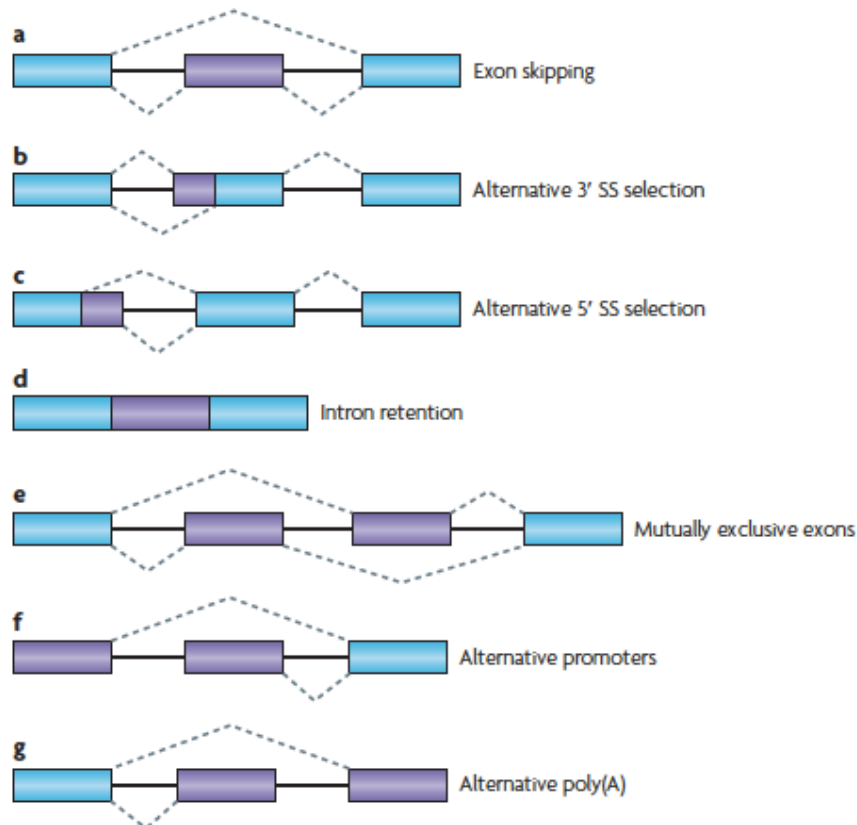 a
Exon skipping
b
Alternative 3′ SS selection
c
Alternative 5′ SS selection
d
Intron retention
e
Mutually exclusive exons
f
Alternative promoters
g
Alternative poly(A)